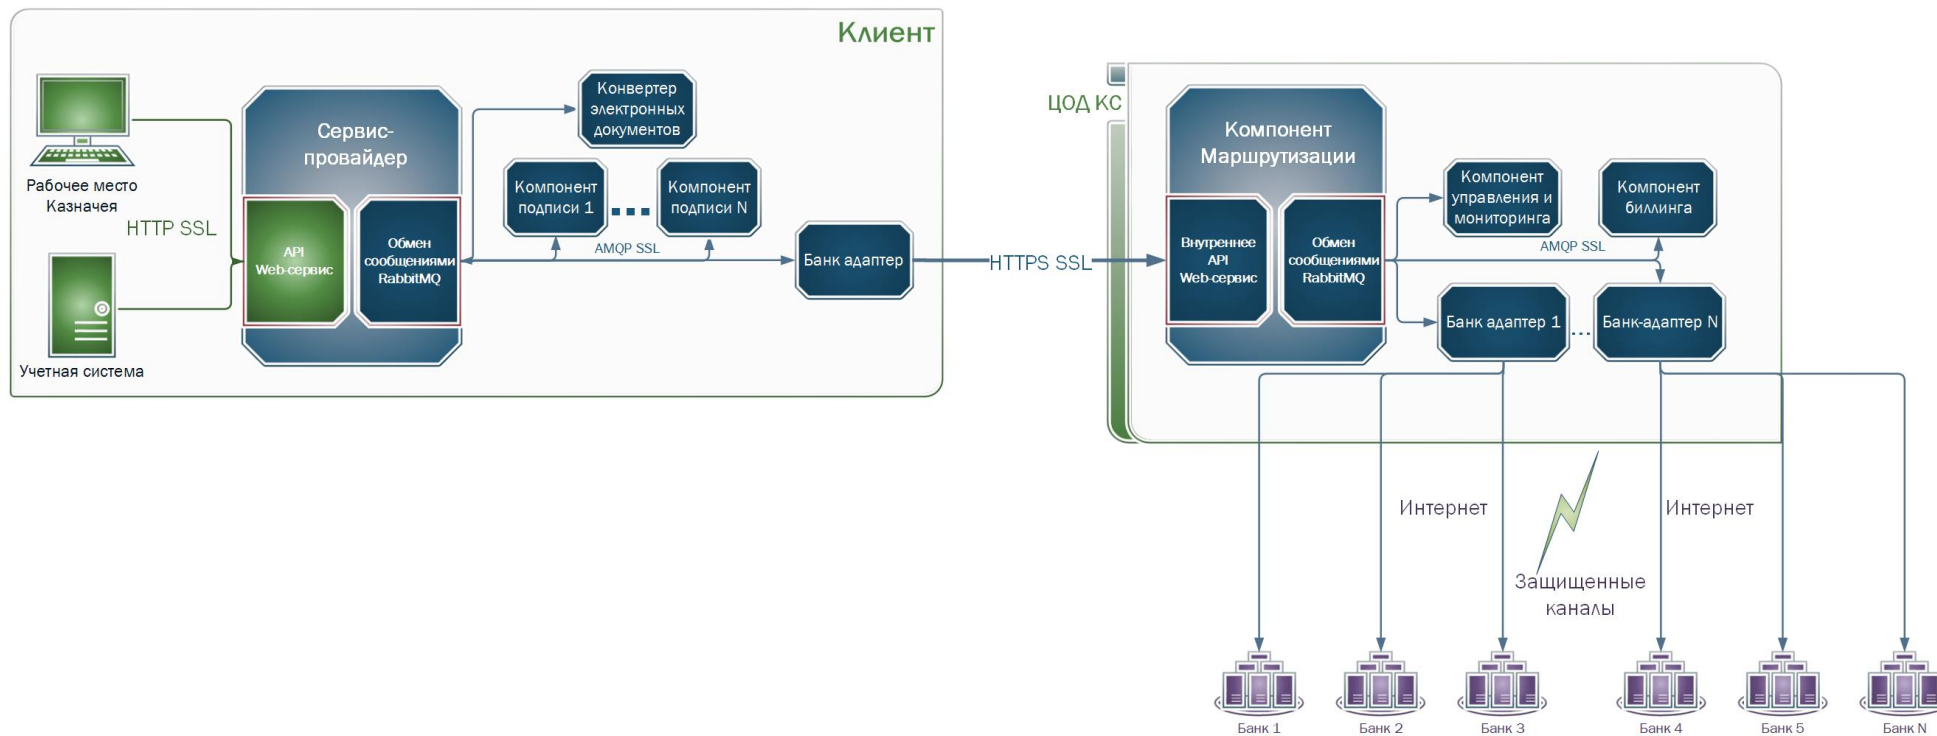 Клиент
Рабочее место
Казначея
HTTP SSL
Учетная система
Сервис-
провайдер
API
Web-сервис
Обмен
сообщениями
RabbitMQ
Конвертер
электронных
документов
Компонент
подписи 1
Компонент
подписи N
AMQP SSL
Банк адаптер
HTTPS SSL
ЦОД КС
Компонент
Маршрутизации
Внутреннее
API
Web-сервис
Обмен
сообщениями
RabbitMQ
Компонент
управления и
мониторинга
Компонент
биллинга
AMQP SSL
Банк адаптер 1
Банк-адаптер N
Интернет
Интернет
Защищенные
каналы
Банк 1
Банк 2
Банк 3
Банк 4
Банк 5
Банк N